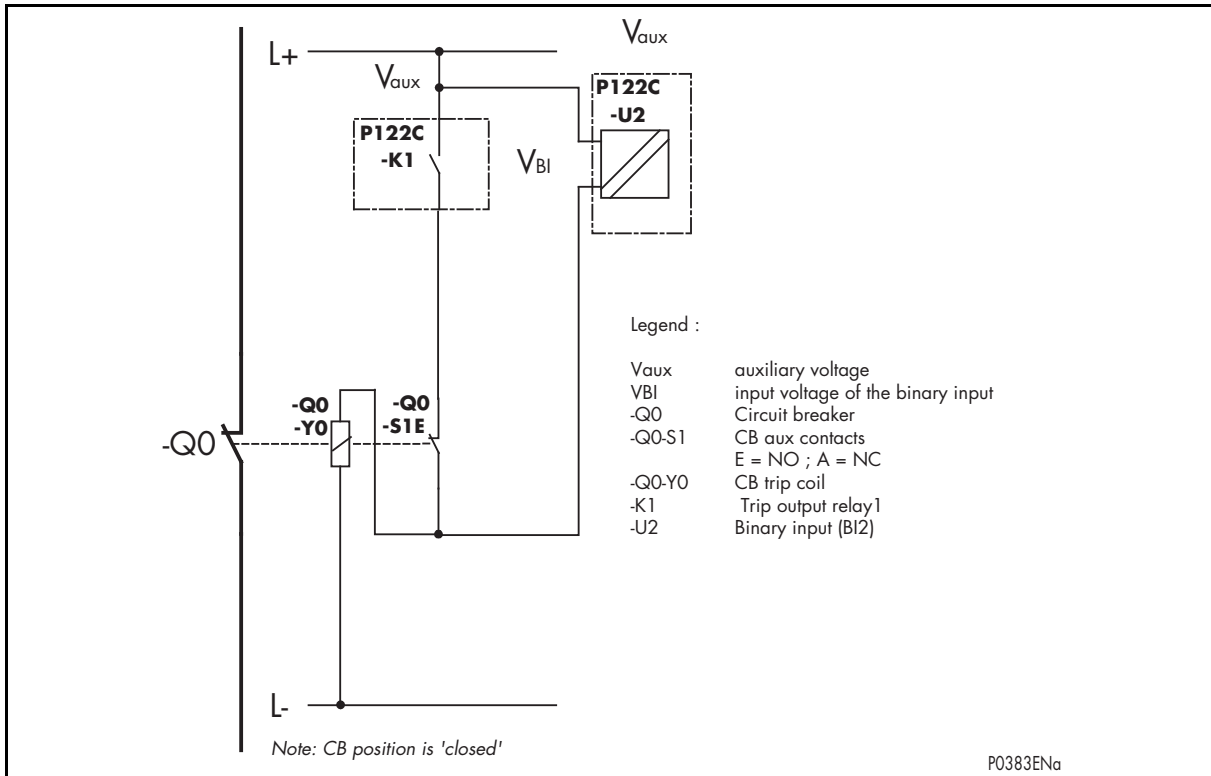 Vaux
L+
Vaux
P122C
-U2
P122C
-K1
VBI
Legend :
Vaux auxiliary voltage
VBI input voltage of the binary input
-Q0 Circuit breaker
-Q0-S1 CB aux contacts
E = NO ; A = NC
-Q0-Y0 CB trip coil
-K1 Trip output relay1
-U2 Binary input (BI2)
-Q0
-Y0
-Q0
-S1E
-Q0
L-
Note: CB position is 'closed'
P0383ENa